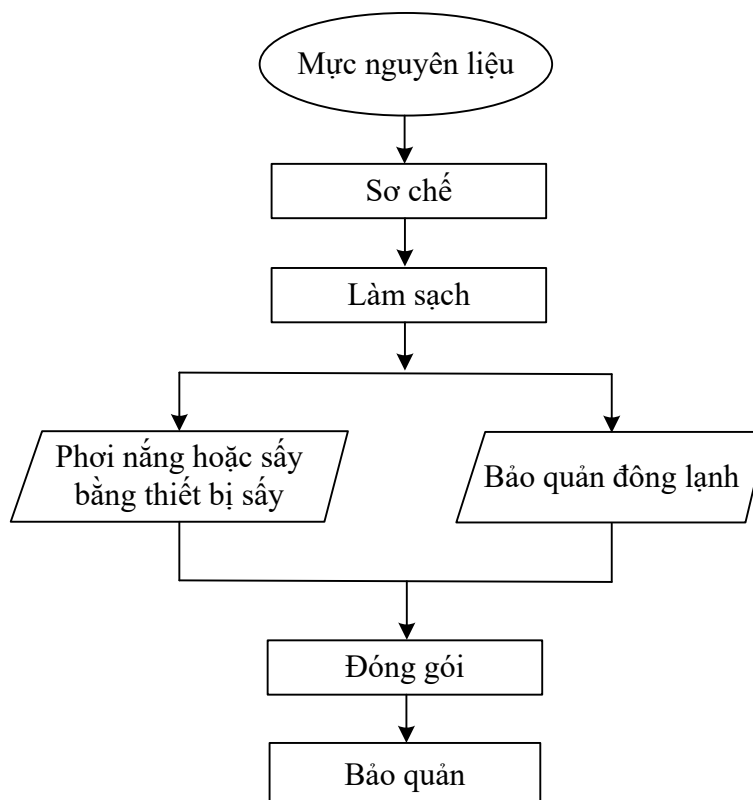 Mực nguyên liệu
Sơ chế
Làm sạch
Phơi nắng hoặc sấy
bằng thiết bị sấy
Bảo quản đông lạnh
Đóng gói
Bảo quản